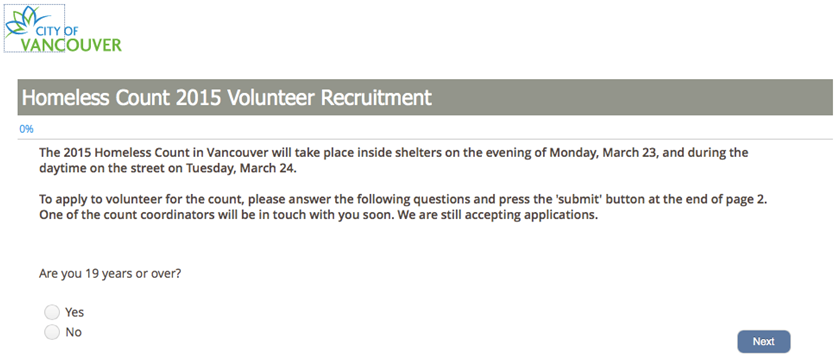 CITY OF
VANCOUVER
Homeless Count 2015 Volunteer Recruitment
0%
The 2015 Homeless Count in Vancouver will take place inside shelters on the evening of Monday, March 23, and during the
daytime on the street on Tuesday, March 24.
To apply to volunteer for the count, please answer the following questions and press the 'submit' button at the end of page 2.
One of the count coordinators will be in touch with you soon. We are still accepting applications.
Are you 19 years or over?
Yes
No
Next